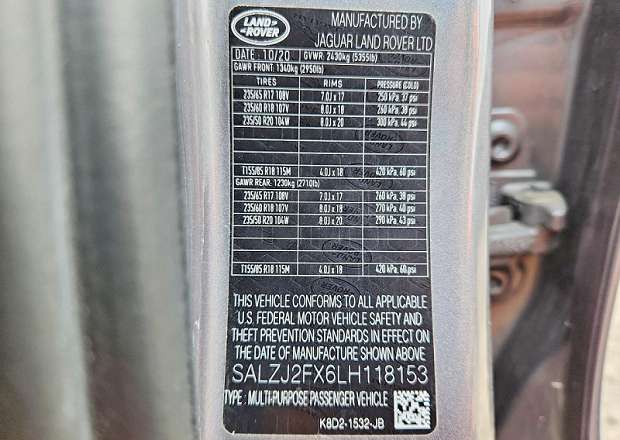 LAND ROVER
MANUFACTURED BY
JAGUAR LAND ROVER LTD
DATE: 10/20 GVWR: 2430kg (5355lb)
GAWR FRONT: 1340kg (2950lb)
TIRES RIMS PRESSURE (COLD)
235/65 R17 108V 7.0J x 17 250 kPa, 37 psi
235/60 R18 107V 8.0J x 18 260 kPa, 38 psi
235/50 R20 104W 8.0J x 20 300 kPa, 44 psi
T155/85 R18 115M 4.0J x 18 420 kPa, 60 psi
GAWR REAR: 1230kg (2710lb)
235/65 R17 108V 7.0J x 17 260 kPa, 38 psi
235/60 R18 107V 8.0J x 18 270 kPa, 40 psi
235/50 R20 104W 8.0J x 20 290 kPa, 43 psi
T155/85 R18 115M 4.0J x 18 420 kPa, 60 psi
THIS VEHICLE CONFORMS TO ALL APPLICABLE
U.S. FEDERAL MOTOR VEHICLE SAFETY AND
THEFT PREVENTION STANDARDS IN EFFECT ON
THE DATE OF MANUFACTURE SHOWN ABOVE
SALZJ2FX6LH118153
TYPE : MULTI-PURPOSE PASSENGER VEHICLE
K8D2-1532-JB